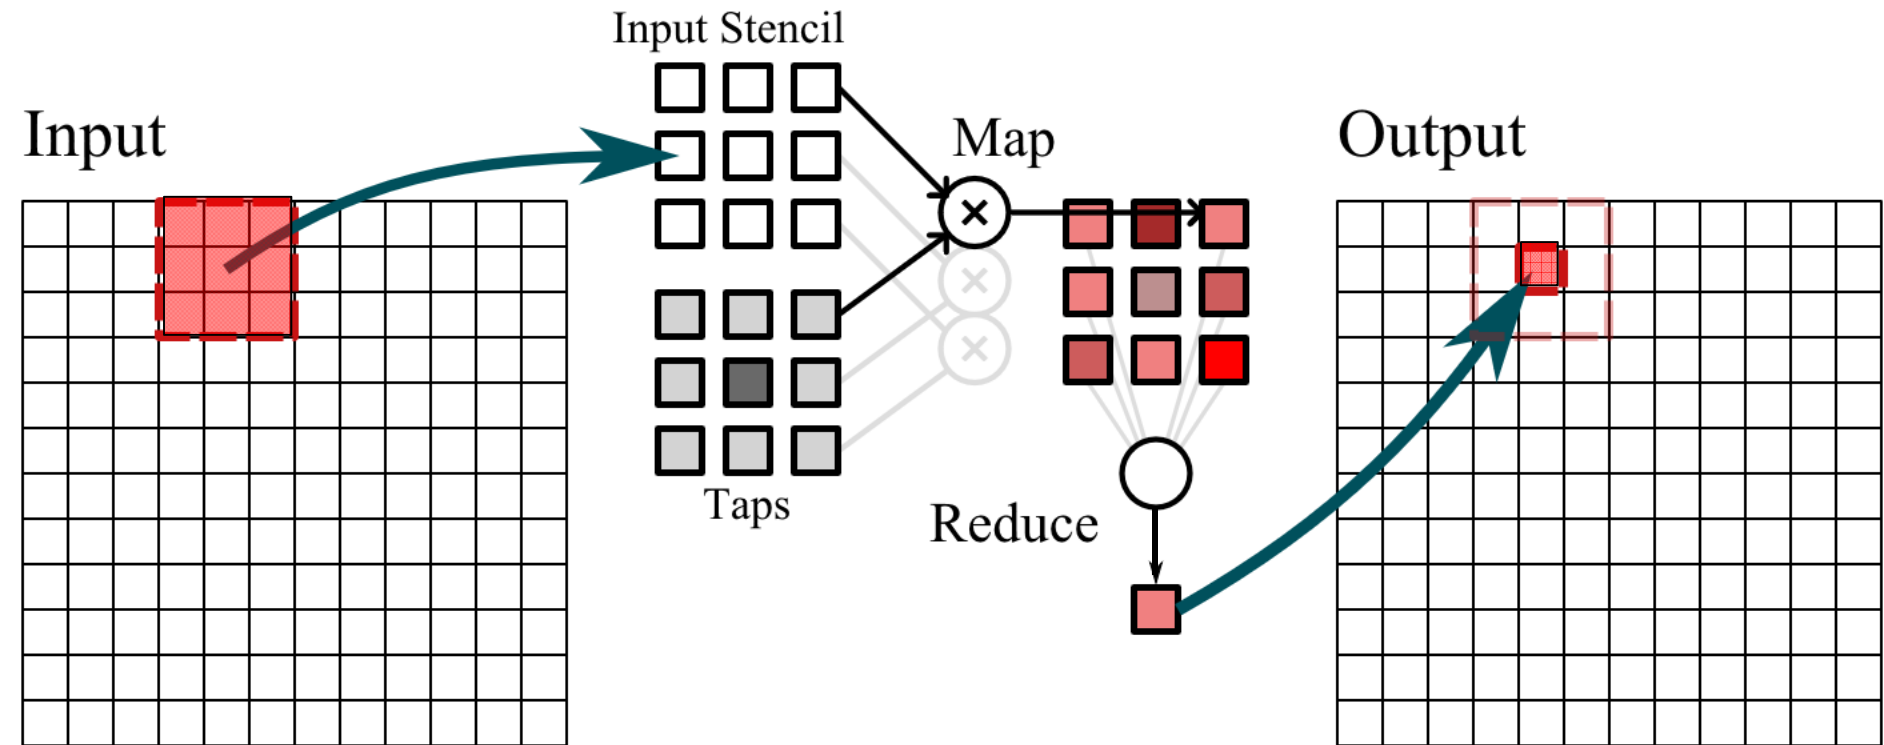 Input Stencil
Input
Map
Output
Taps
Reduce